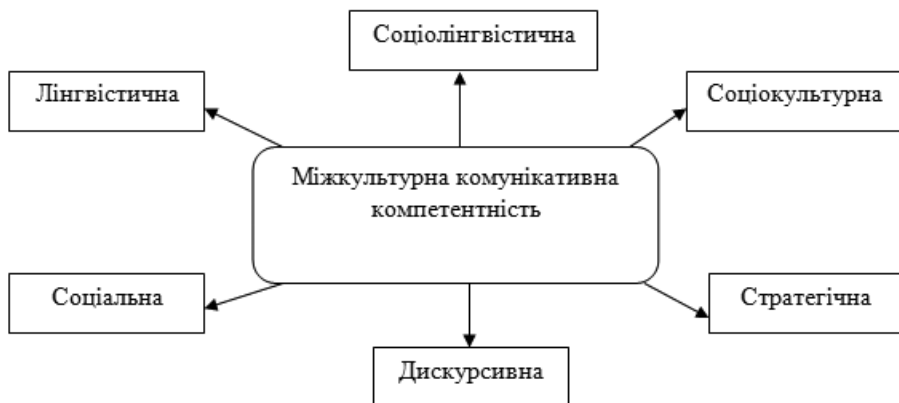 Соціолінгвістична
Лінгвістична
Соціокультурна
Міжкультурна комунікативна
компетентність
Соціальна
Стратегічна
Дискурсивна